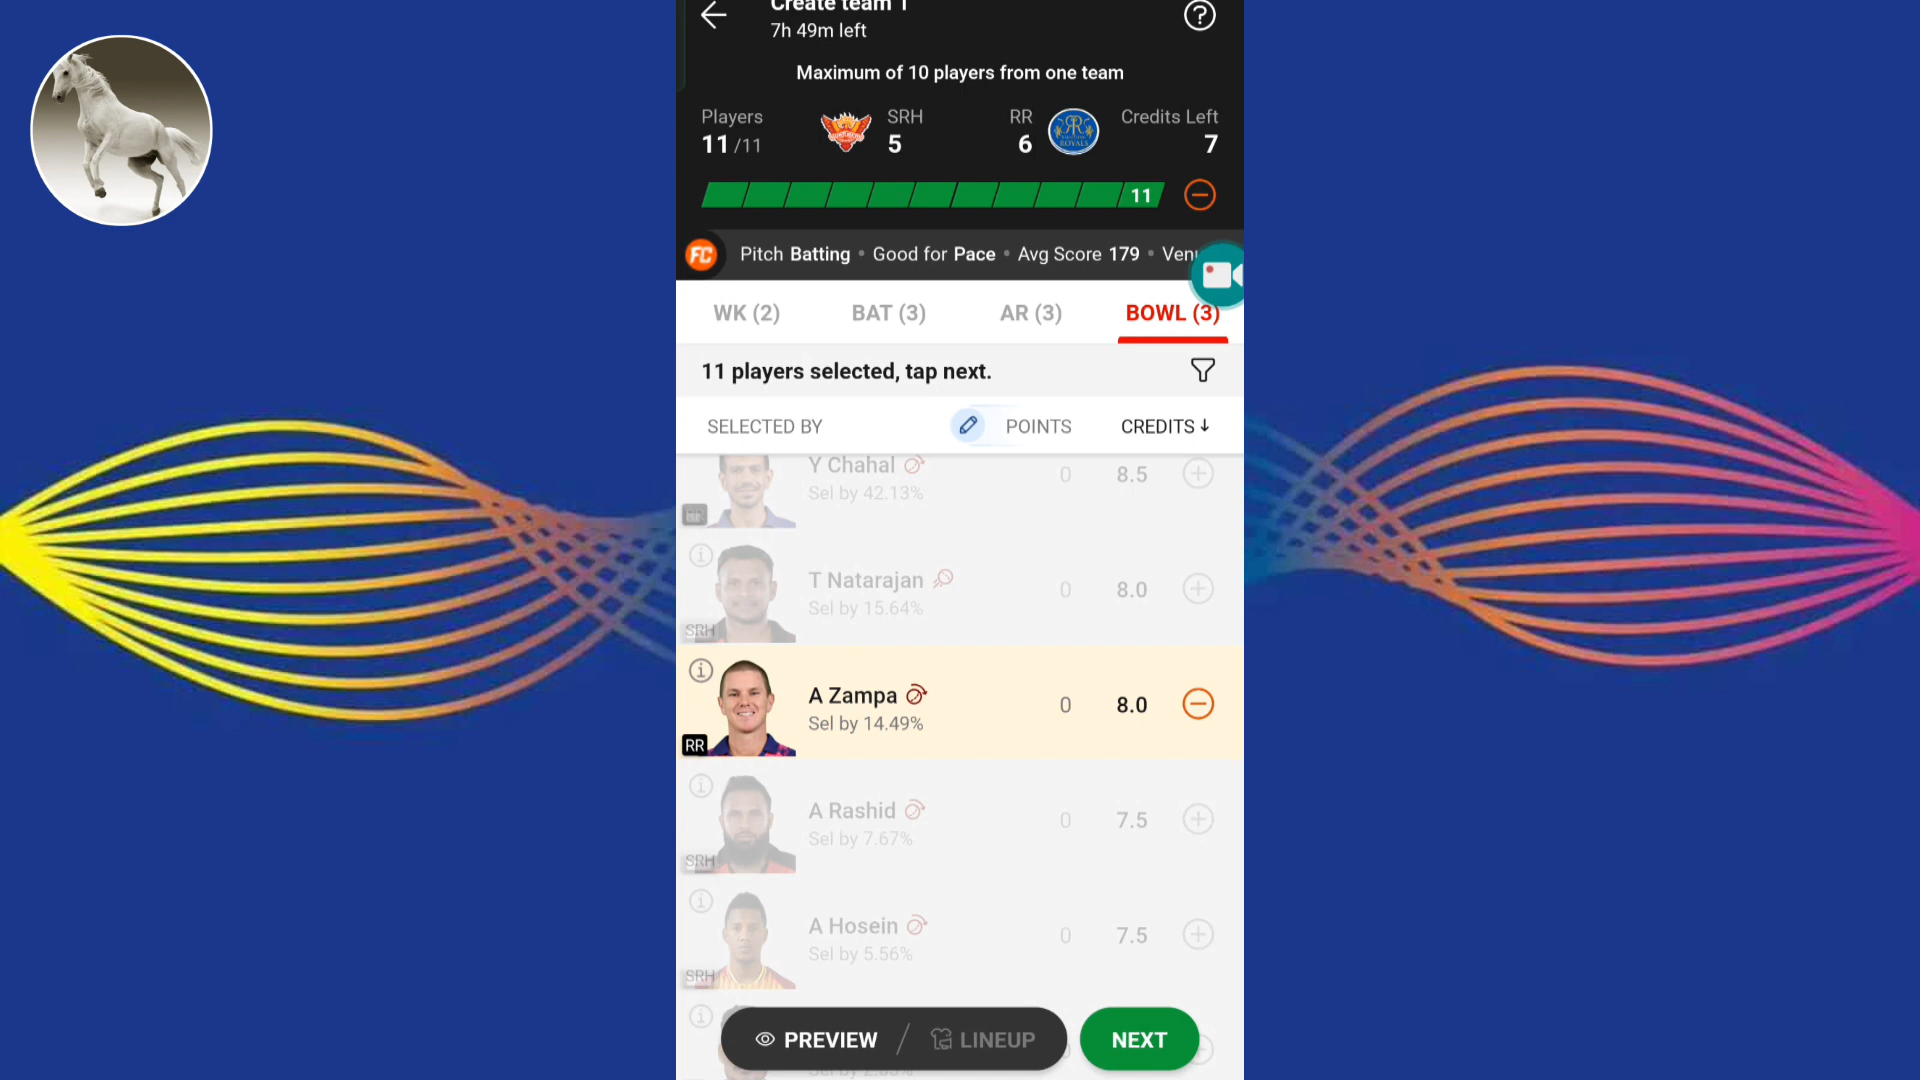 Create team 1
7h 49m left
Maximum of 10 players from one team
Players
11 /11
SRH
5
RR
6
ROYALS
Credits Left
7
11
FC Pitch Batting • Good for Pace • Avg Score 179 • Venu
WK (2) BAT (3) AR (3) BOWL (3)
11 players selected, tap next.
SELECTED BY POINTS CREDITS ↓
Y Chahal
Sel by 42.13%
0 8.5
RR
T Natarajan
Sel by 15.64%
0 8.0
SRH
A Zampa
Sel by 14.49%
0 8.0
RR
A Rashid
Sel by 7.67%
0 7.5
SRH
A Hosein
Sel by 5.56%
0 7.5
SRH
PREVIEW / LINEUP NEXT